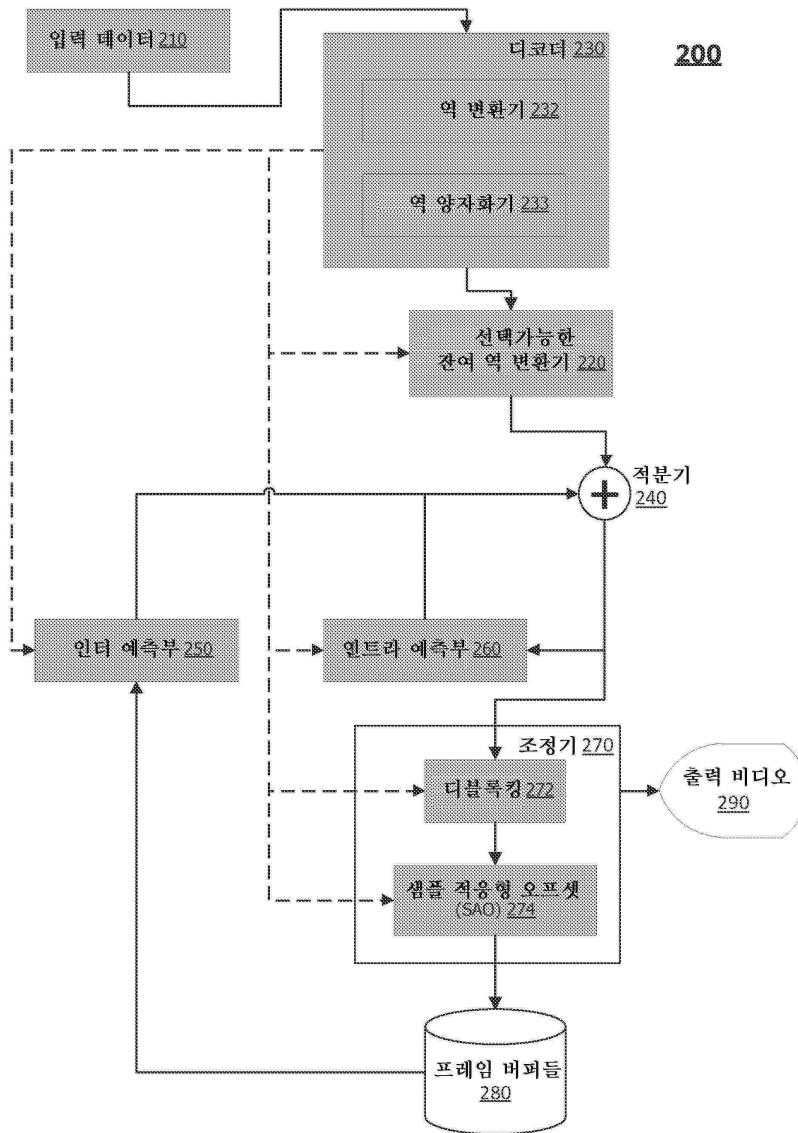 입력 데이터 210
디코더 230
200
역 변환기 232
역 양자화기 233
선택가능한
잔여 역 변환기 220
적분기
240
인터 예측부 250
인트라 예측부 260
조정기 270
디블록킹 272
출력 비디오
290
샘플 적응형 오프셋
(SAO) 274
프레임 버퍼들
280